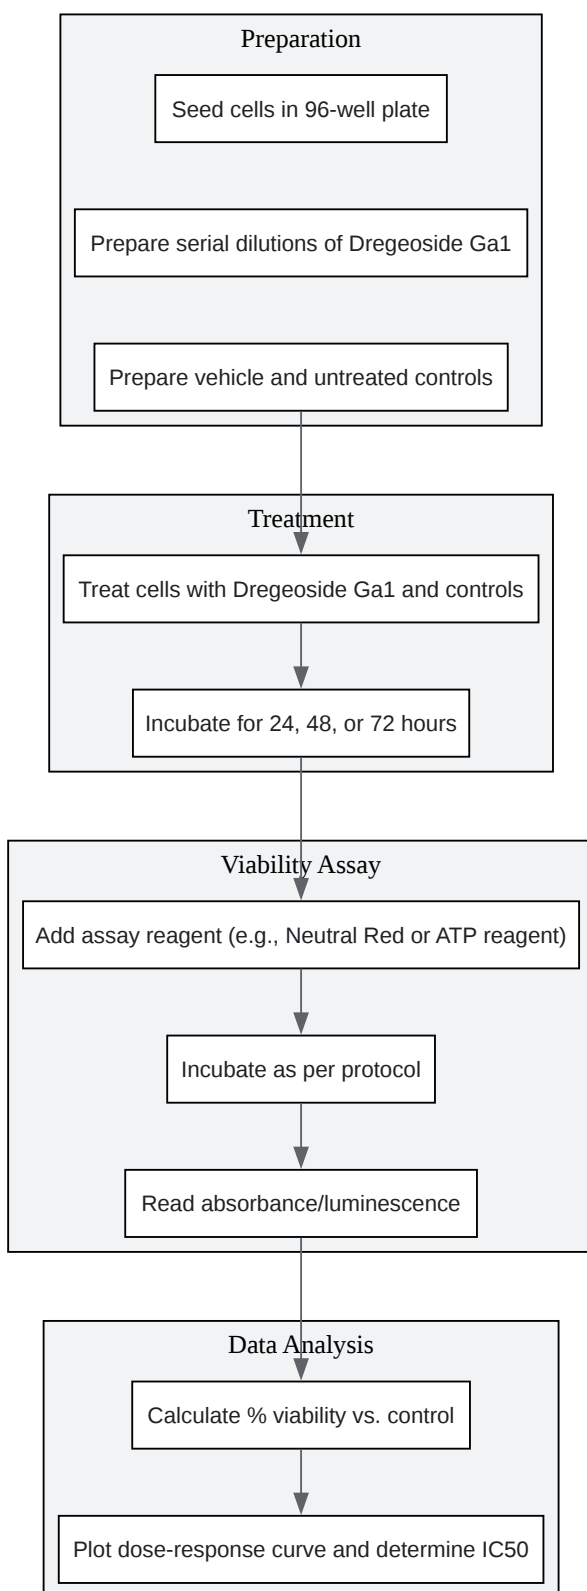 Preparation
Seed cells in 96-well plate
Prepare serial dilutions of Dregeoside Ga1
Prepare vehicle and untreated controls
Treatment
Treat cells with Dregeoside Ga1 and controls
Incubate for 24, 48, or 72 hours
Viability Assay
Add assay reagent (e.g., Neutral Red or ATP reagent)
Incubate as per protocol
Read absorbance/luminescence
Data Analysis
Calculate % viability vs. control
Plot dose-response curve and determine IC50